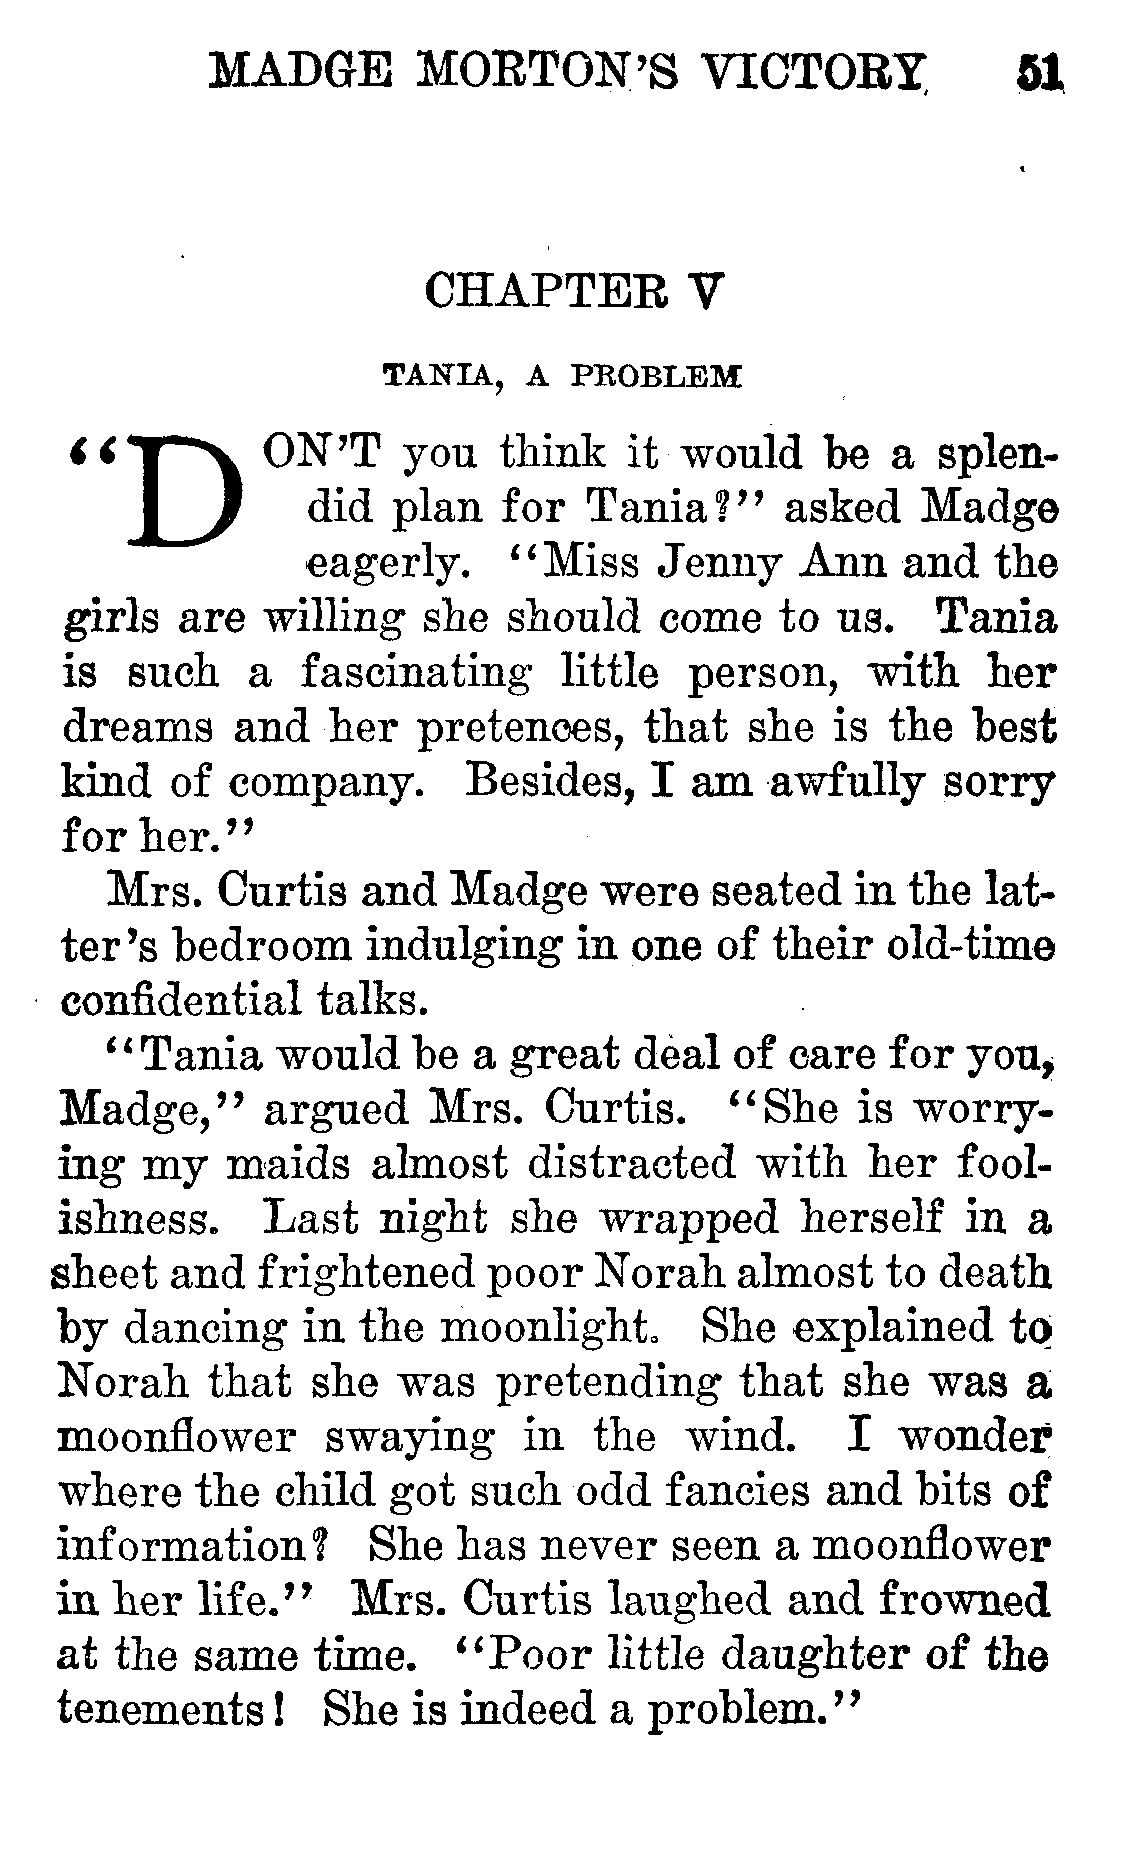 MADGE MORTON'S VICTORY 51
CHAPTER V
TANIA, A PROBLEM
"DON'T you think it would be a splen-
did plan for Tania?" asked Madge
eagerly. "Miss Jenny Ann and the
girls are willing she should come to us. Tania
is such a fascinating little person, with her
dreams and her pretences, that she is the best
kind of company. Besides, I am awfully sorry
for her."
Mrs. Curtis and Madge were seated in the lat-
ter's bedroom indulging in one of their old-time
confidential talks.
"Tania would be a great deal of care for you,
Madge," argued Mrs. Curtis. "She is worry-
ing my maids almost distracted with her fool-
ishness. Last night she wrapped herself in a
sheet and frightened poor Norah almost to death
by dancing in the moonlight. She explained to
Norah that she was pretending that she was a
moonflower swaying in the wind. I wonder
where the child got such odd fancies and bits of
information? She has never seen a moonflower
in her life." Mrs. Curtis laughed and frowned
at the same time. "Poor little daughter of the
tenements! She is indeed a problem."